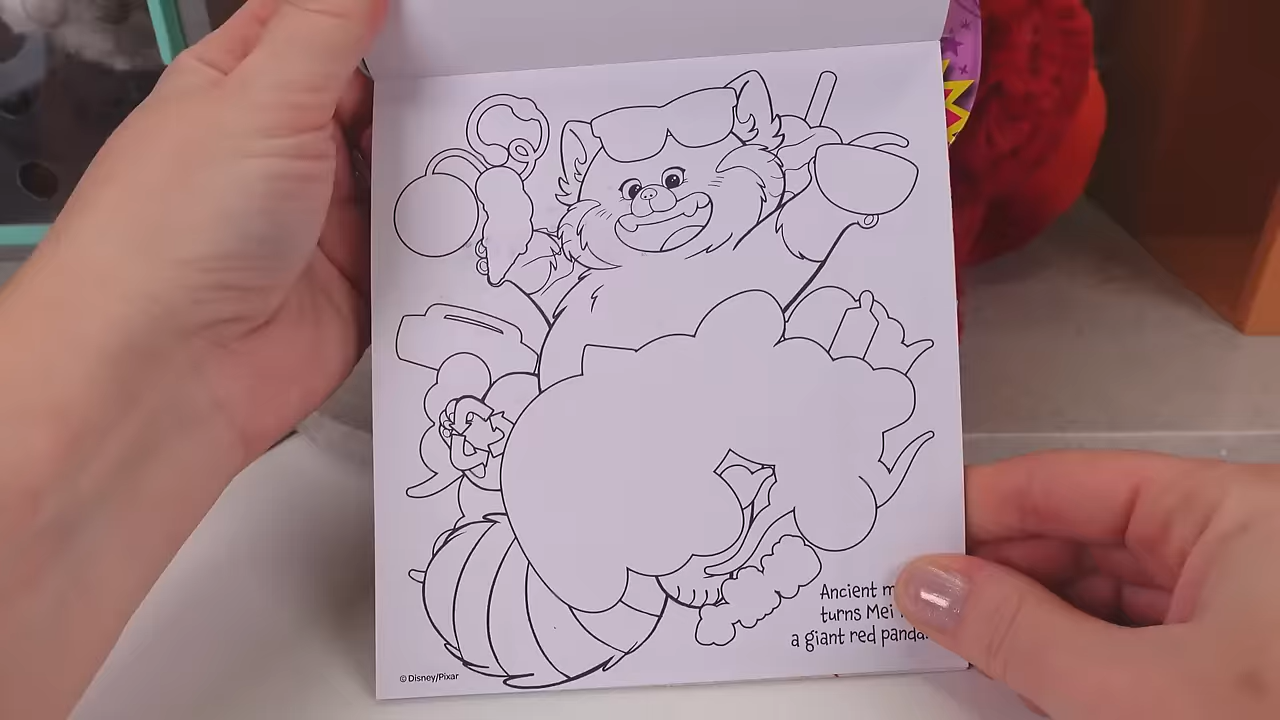 Ancient
turns Mei
a giant red panda.
© Disney/Pixar